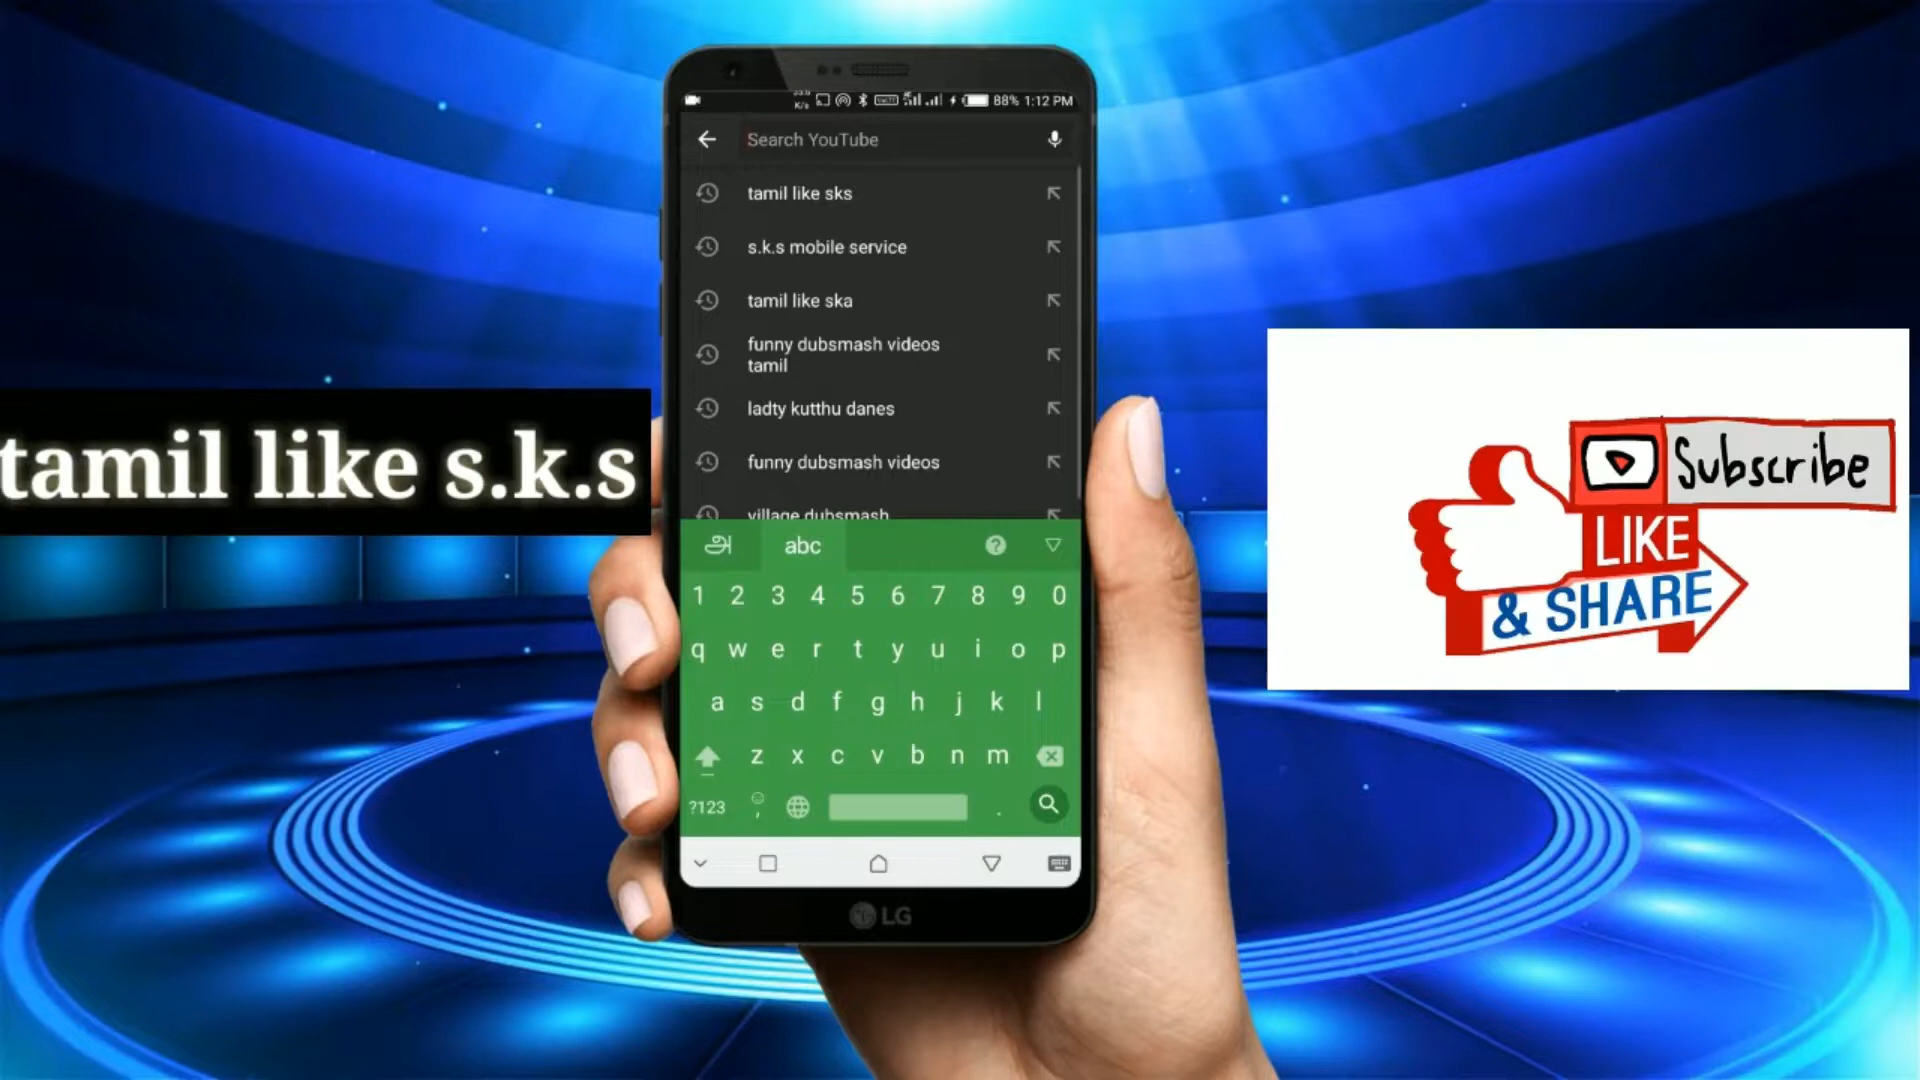 88% 1:12 PM
Search YouTube
tamil like sks
s.k.s mobile service
tamil like ska
funny dubsmash videos
tamil
ladty kutthu danes
funny dubsmash videos
village dubsmash
tamil like s.k.s
Subscribe
LIKE
& SHARE
அ abc
1 2 3 4 5 6 7 8 9 0
q w e r t y u i o p
a s d f g h j k l
z x c v b n m
?123 , .
LG